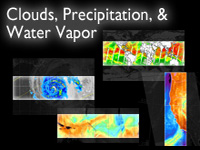 Clouds, Precipitation, &
Water Vapor